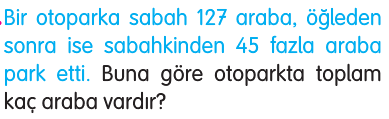 Bir otoparka sabah 127 araba, öğleden
sonra ise sabahkinden 45 fazla araba
park etti. Buna göre otoparkta toplam
kaç araba vardır?